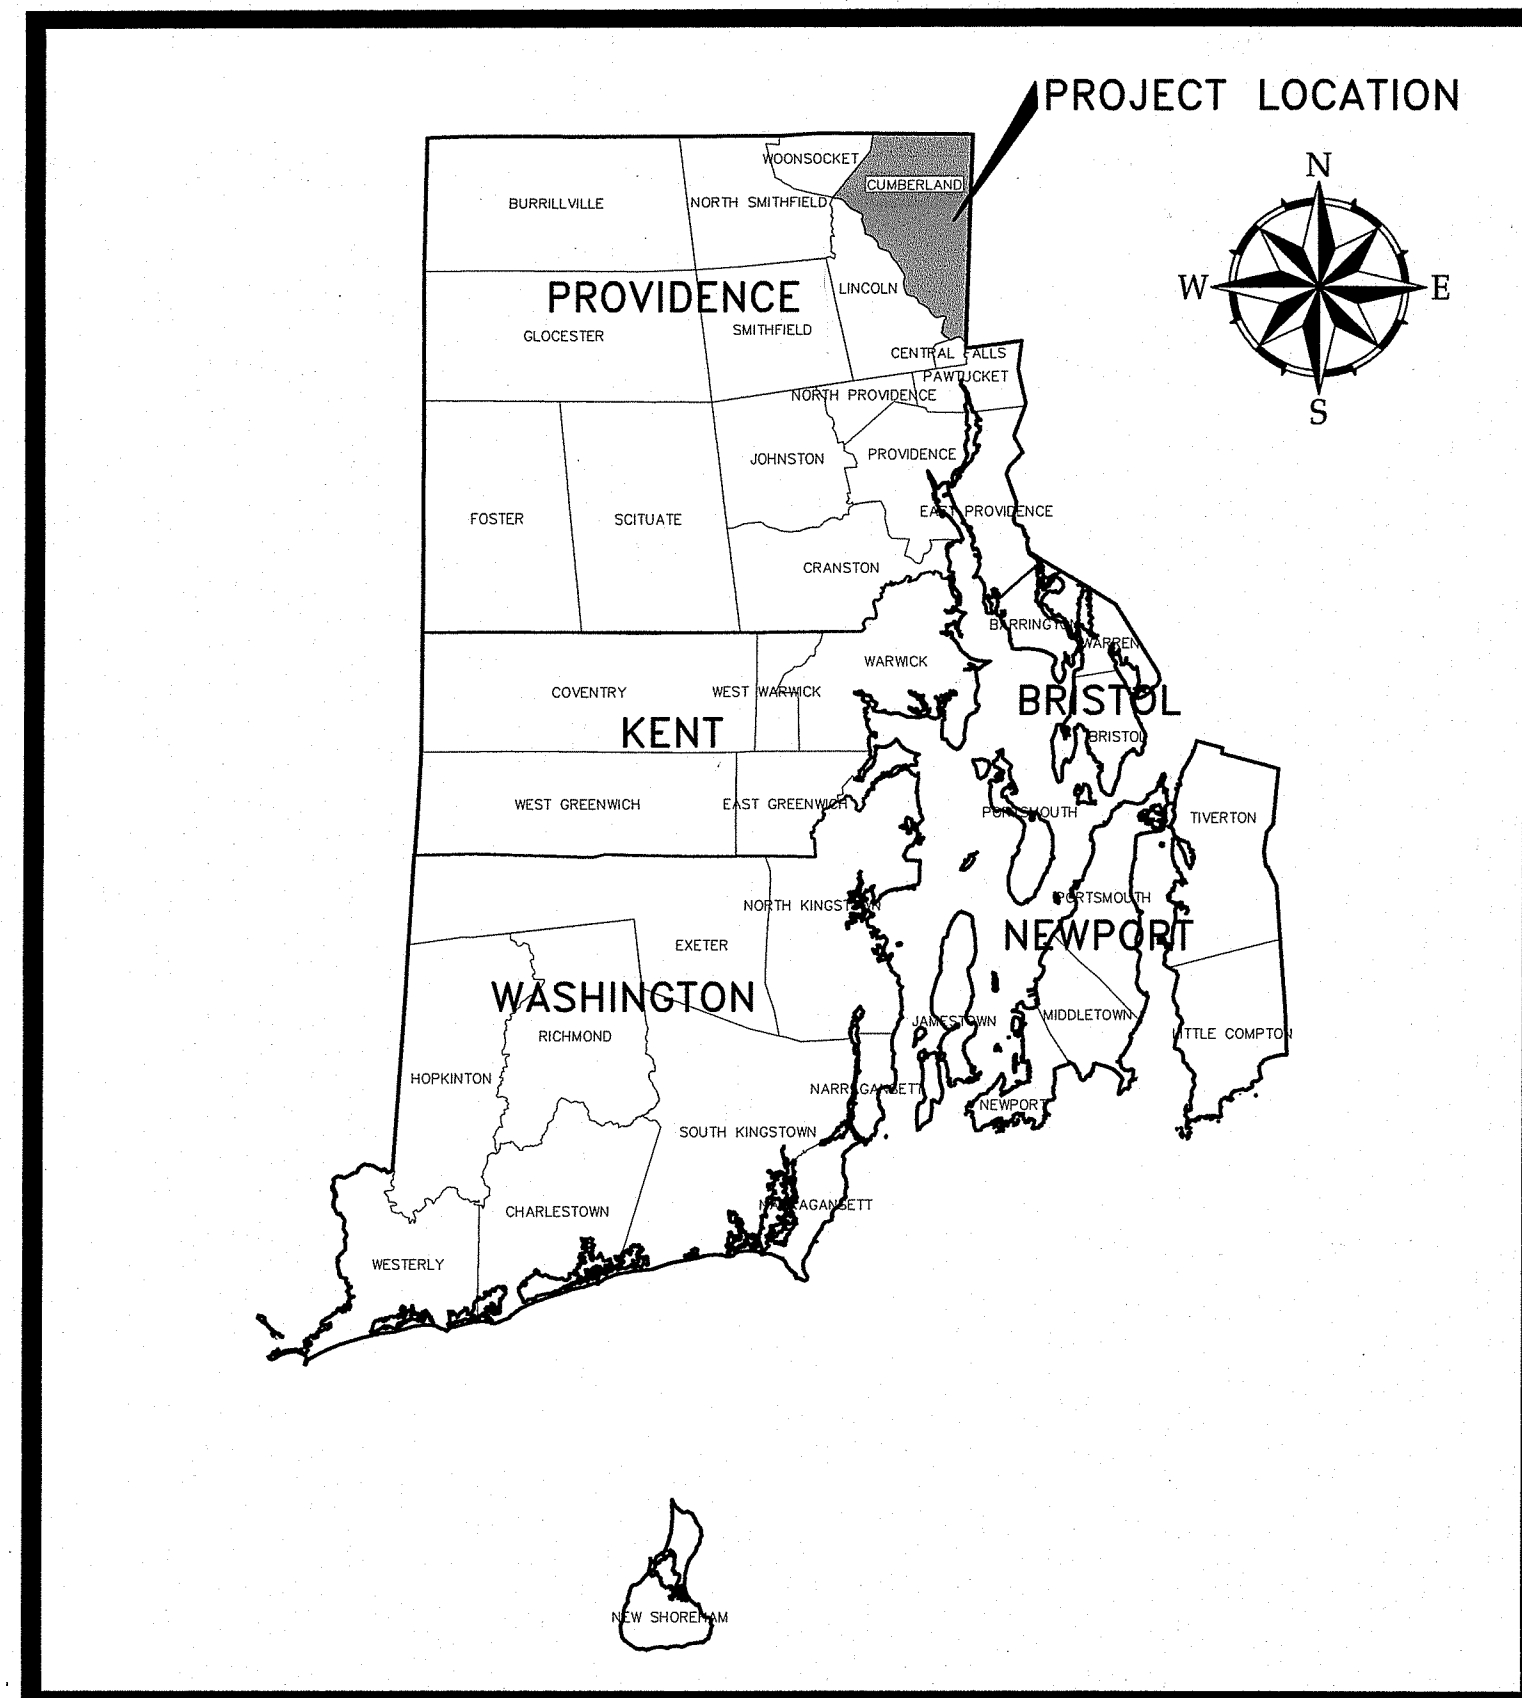 PROJECT LOCATION
N
W
E
S
WOONSOCKET
CUMBERLAND
BURRILLVILLE
NORTH SMITHFIELD
LINCOLN
PROVIDENCE
GLOCESTER
SMITHFIELD
CENTRAL FALLS
PAWTUCKET
NORTH PROVIDENCE
JOHNSTON
PROVIDENCE
FOSTER
SCITUATE
EAST PROVIDENCE
CRANSTON
BARRINGTON
WARREN
WARWICK
COVENTRY
WEST WARWICK
BRISTOL
KENT
BRISTOL
WEST GREENWICH
EAST GREENWICH
PORTSMOUTH
TIVERTON
NORTH KINGSTOWN
PORTSMOUTH
EXETER
NEWPORT
WASHINGTON
JAMESTOWN
MIDDLETOWN
RICHMOND
LITTLE COMPTON
HOPKINTON
NARRAGANSETT
NEWPORT
SOUTH KINGSTOWN
CHARLESTOWN
NARRAGANSETT
WESTERLY
NEW SHOREHAM